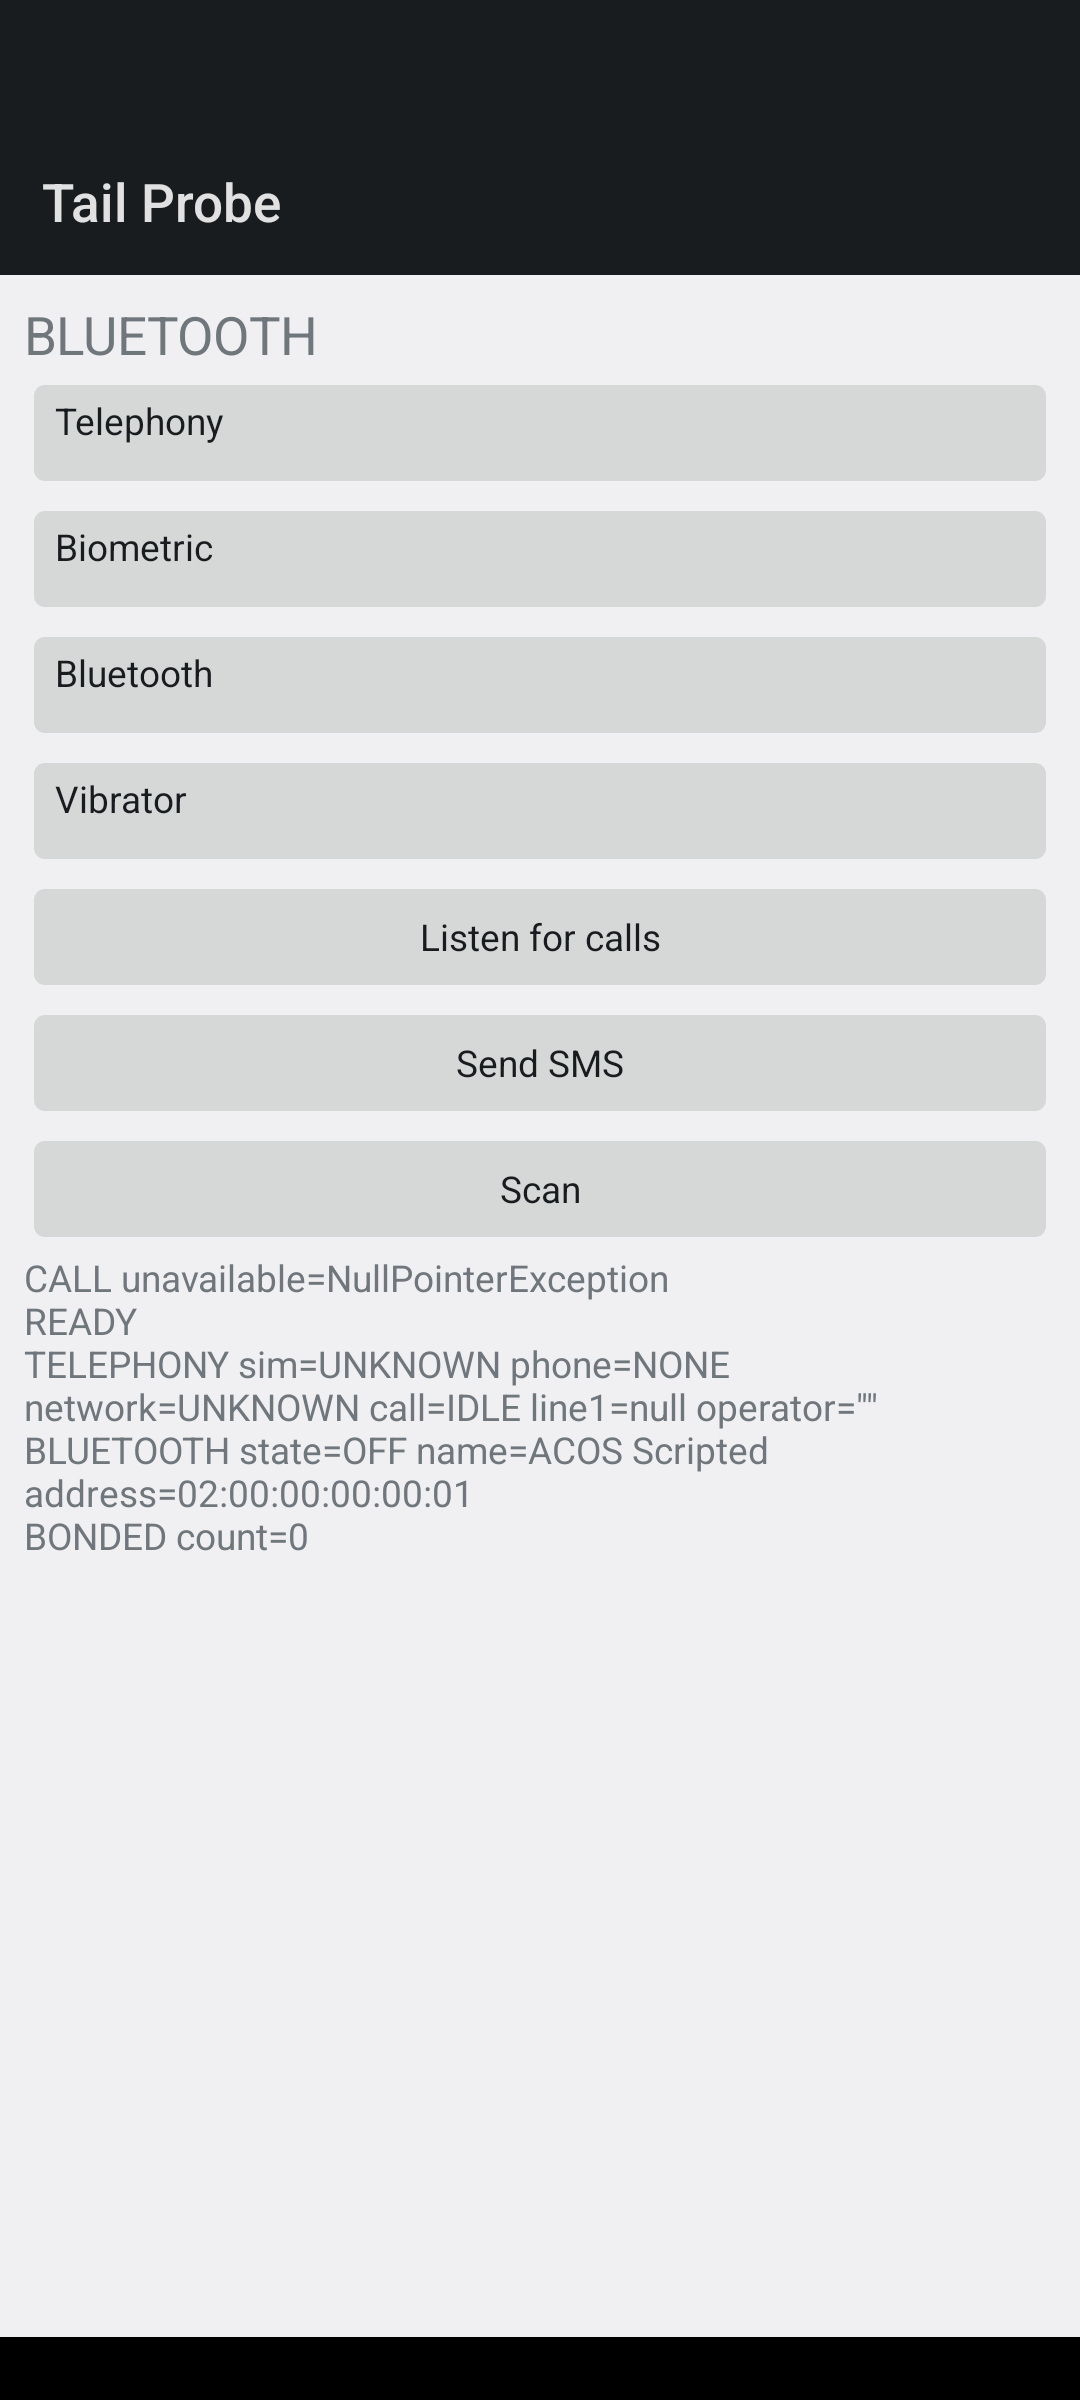 Tail Probe
BLUETOOTH
Telephony
Biometric
Bluetooth
Vibrator
Listen for calls
Send SMS
Scan
CALL unavailable=NullPointerException
READY
TELEPHONY sim=UNKNOWN phone=NONE
network=UNKNOWN call=IDLE line1=null operator=""
BLUETOOTH state=OFF name=ACOS Scripted
address=02:00:00:00:00:01
BONDED count=0